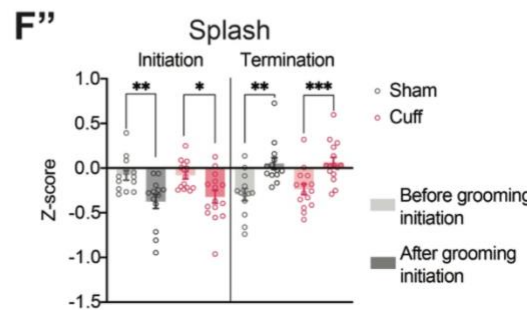 F”
Splash
Initiation
Termination
** * ** ***
1.0
0.5
0.0
-0.5
-1.0
-1.5
Z-score
Sham
Cuff
Before grooming
initiation
After grooming
initiation